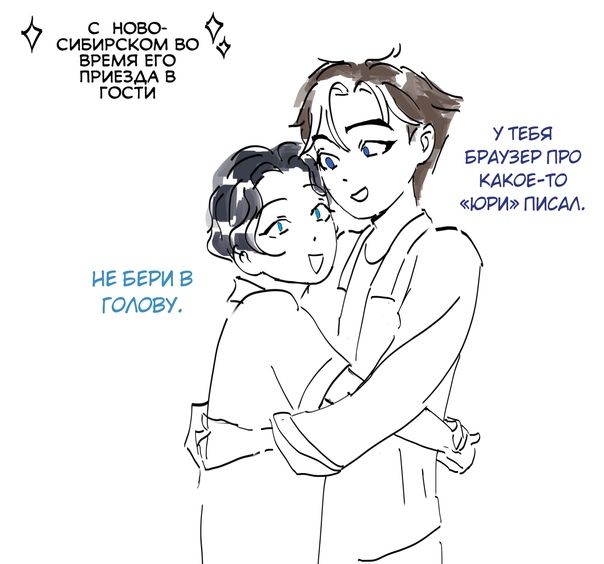 С НОВО-
СИБИРСКОМ ВО
ВРЕМЯ ЕГО
ПРИЕЗДА В
ГОСТИ
У ТЕБЯ
БРАУЗЕР ПРО
КАКОЕ-ТО
«ЮРИ» ПИСАЛ.
НЕ БЕРИ В
ГОЛОВУ.